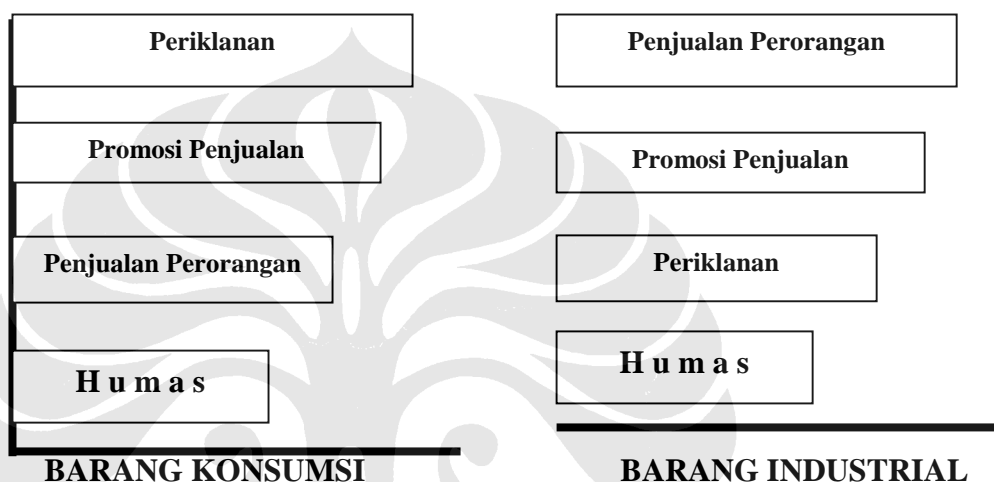 Periklanan
Promosi Penjualan
Penjualan Perorangan
H u m a s
BARANG KONSUMSI
Penjualan Perorangan
Promosi Penjualan
Periklanan
H u m a s
BARANG INDUSTRIAL